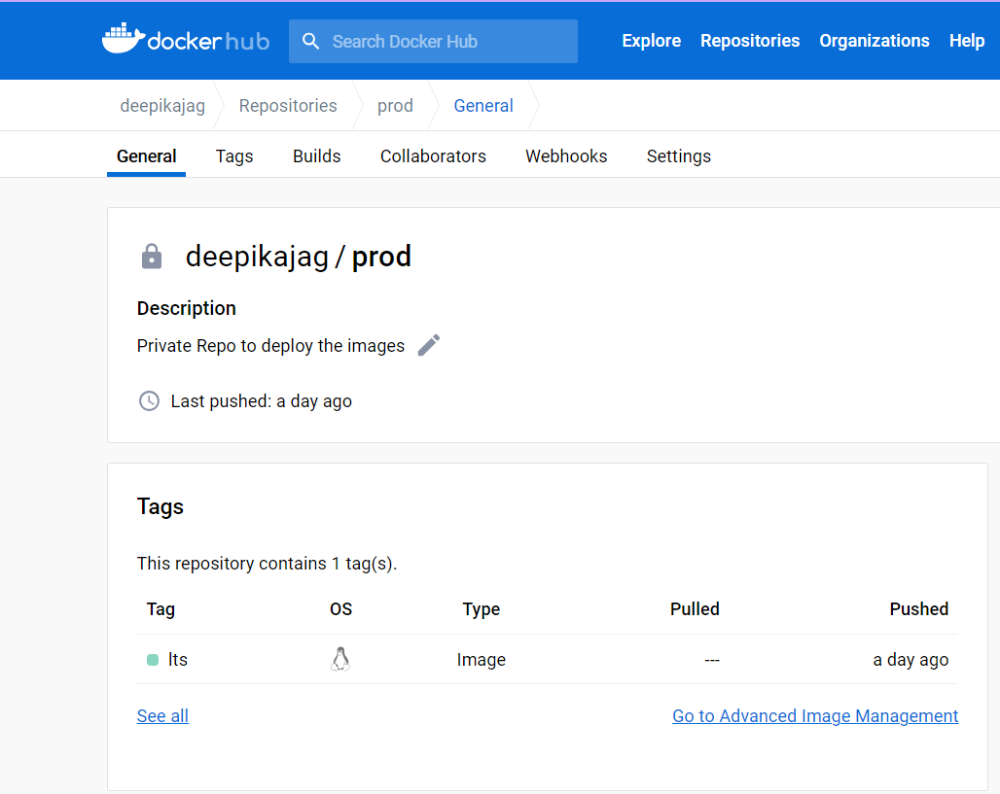 dockerhub Search Docker Hub Explore Repositories Organizations Help
deepikajag Repositories prod General
General Tags Builds Collaborators Webhooks Settings
deepikajag / prod
Description
Private Repo to deploy the images
Last pushed: a day ago
Tags
This repository contains 1 tag(s).
Tag OS Type Pulled Pushed
lts Image --- a day ago
See all Go to Advanced Image Management